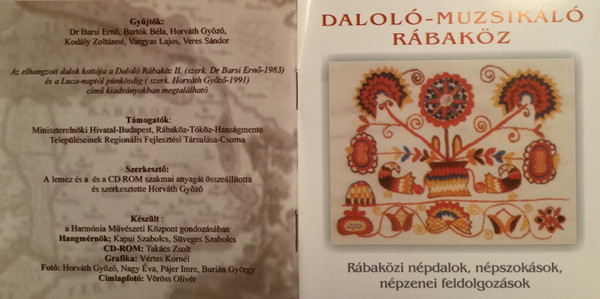 Gyűjtők:
Dr Barsi Ernő, Bartók Béla, Horváth Győző,
Kodály Zoltánné, Vargyas Lajos, Veres Sándor
Az elhangzott dalok kottája a Daloló Rábaköz II. (szerk. Dr Barsi Ernő-1983)
és a Luca-naptól pünkösdig ( szerk. Horváth Győző-1991)
című kiadványokban megtalálható
Támogatók:
Miniszterelnöki Hivatal-Budapest, Rábaköz-Tóköz-Hanságmente
Településeinek Regionális Fejlesztési Társulása-Csorna
Szerkesztő:
A lemez és a  és a CD ROM szakmai anyagát összeállította
és szerkesztette Horváth Győző
Készült :
a Harmónia Művészeti Központ gondozásában
Hangmérnök: Kapui Szabolcs, Süveges Szabolcs
CD-ROM: Takács Zsolt
Grafika: Vértes Kornél
Fotó: Horváth Győző, Nagy Éva, Pájer Imre, Burián György
Címlapfotó: Vöröss Olivér
DALOLÓ-MUZSIKÁLÓ
RÁBAKÖZ
Rábaközi népdalok, népszokások,
népzenei feldolgozások